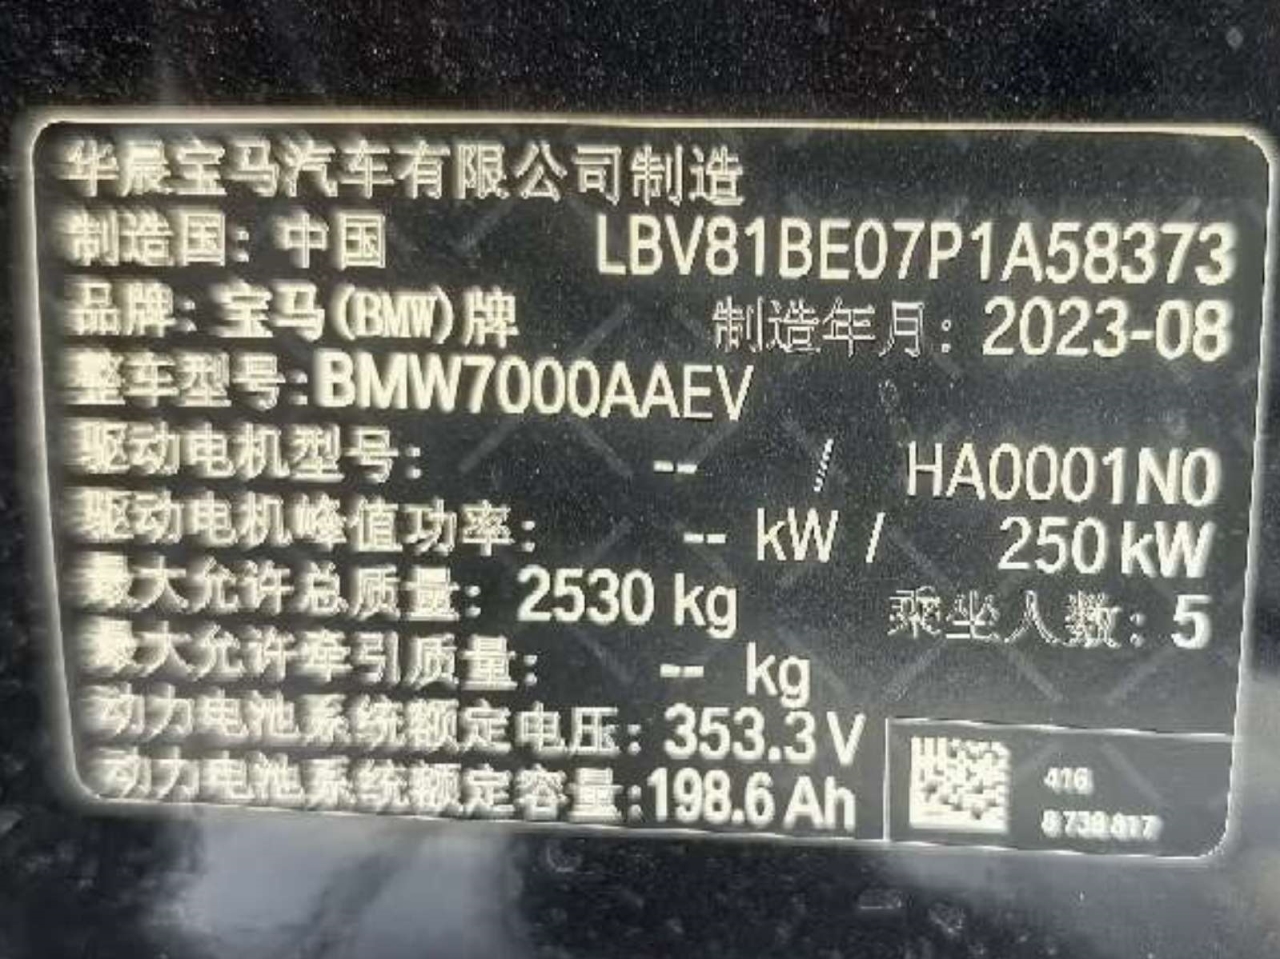 华晨宝马汽车有限公司制造
制造国：中国 LBV81BE07P1A58373
品牌：宝马(BMW)牌 制造年月：2023-08
整车型号:BMW7000AAEV
驱动电机型号： -- / HA0001N0
驱动电机峰值功率： -- kW / 250 kW
最大允许总质量：2530 kg 乘坐人数：5
最大允许牵引质量： -- kg
动力电池系统额定电压：353.3 V
动力电池系统额定容量:198.6 Ah
416
8738817